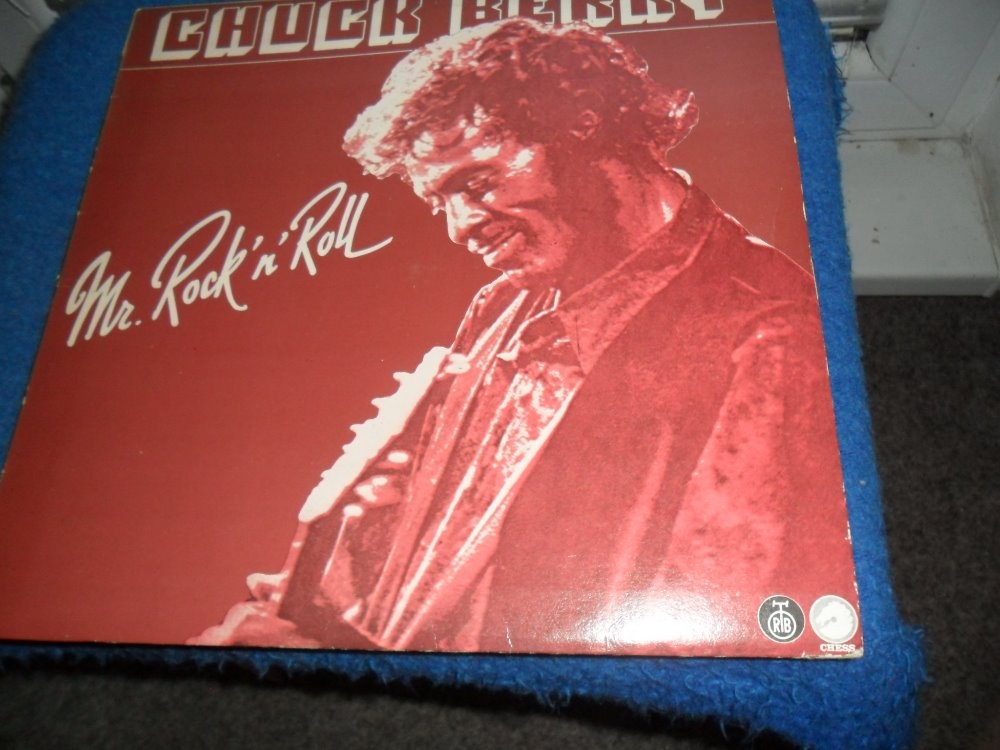 CHUCK BERRY
Mr. Rock 'n' Roll
RTB
CHESS